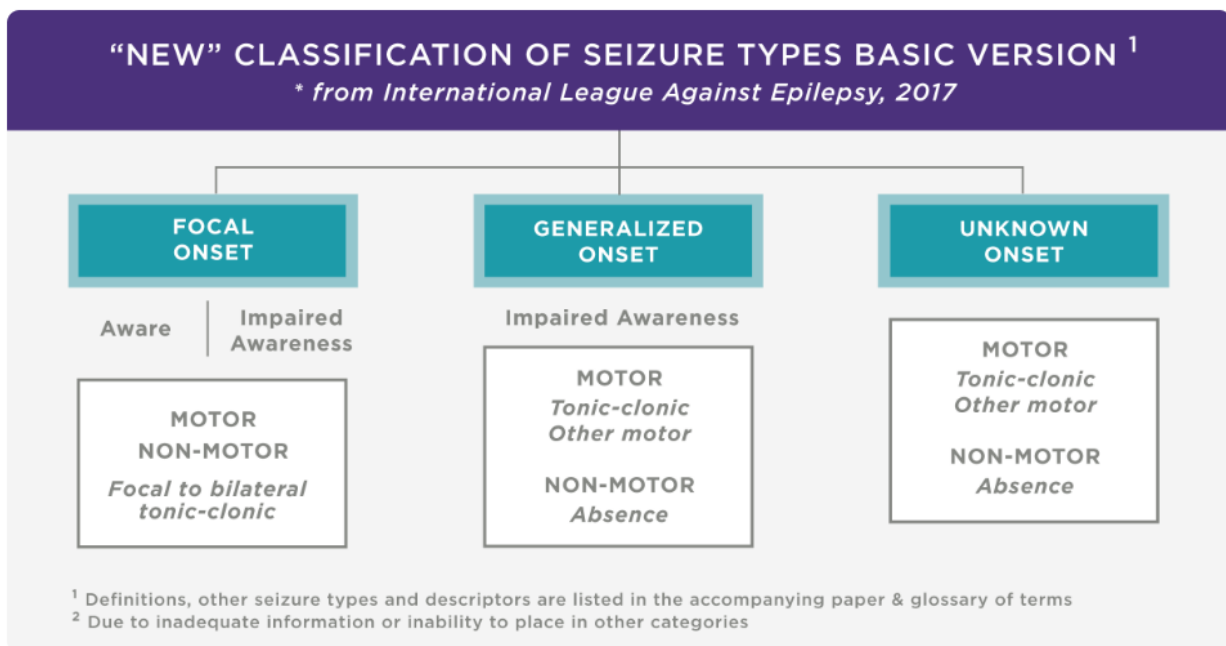 “NEW” CLASSIFICATION OF SEIZURE TYPES BASIC VERSION ¹
* from International League Against Epilepsy, 2017
FOCAL
ONSET
Aware
Impaired
Awareness
MOTOR
NON-MOTOR
Focal to bilateral
tonic-clonic
GENERALIZED
ONSET
Impaired Awareness
MOTOR
Tonic-clonic
Other motor
NON-MOTOR
Absence
UNKNOWN
ONSET
MOTOR
Tonic-clonic
Other motor
NON-MOTOR
Absence
¹ Definitions, other seizure types and descriptors are listed in the accompanying paper & glossary of terms
² Due to inadequate information or inability to place in other categories